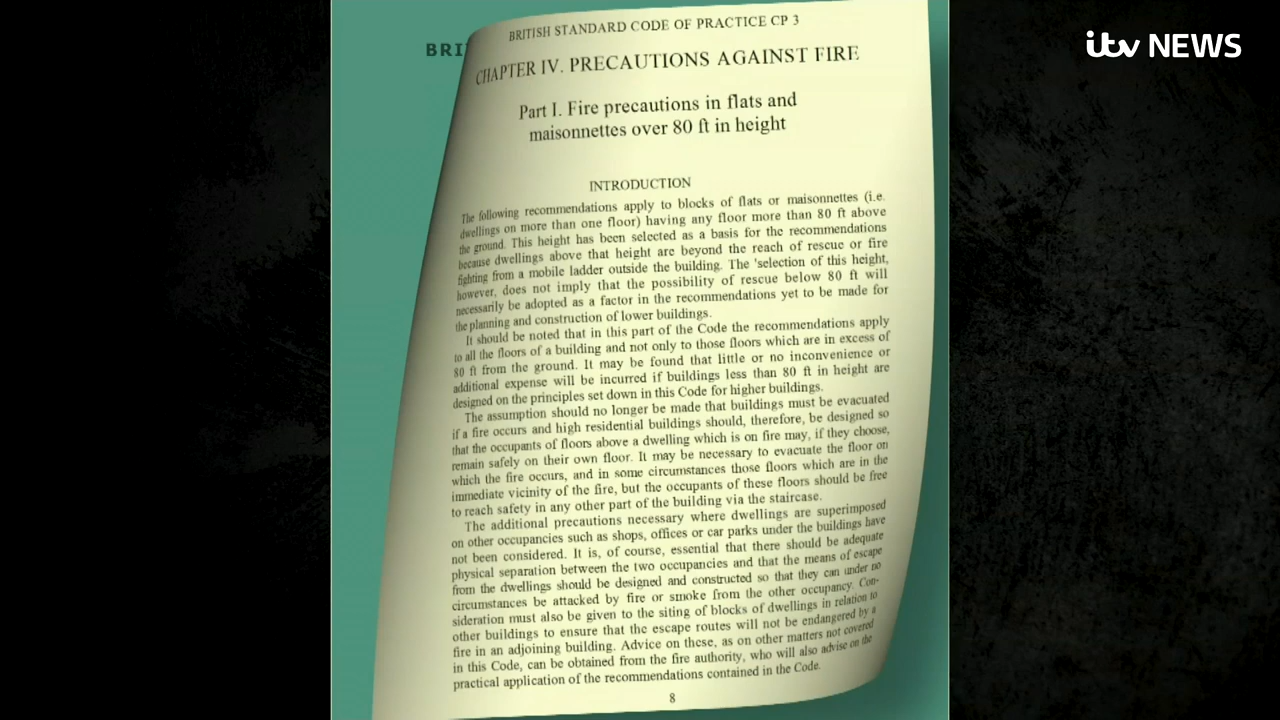 itv NEWS
BRI
BRITISH STANDARD CODE OF PRACTICE CP 3
CHAPTER IV. PRECAUTIONS AGAINST FIRE
Part I. Fire precautions in flats and
maisonnettes over 80 ft in height
INTRODUCTION
The following recommendations apply to blocks of flats or maisonettes (i.e.
dwellings on more than one floor) having any floor more than 80 ft above
the ground. This height has been selected as a basis for the recommendations
because dwellings above that height are beyond the reach of rescue or fire
fighting from a mobile ladder outside the building. The 'selection of this height,
however, does not imply that the possibility of rescue below 80 ft will
necessarily be adopted as a factor in the recommendations yet to be made for
the planning and construction of lower buildings.
It should be noted that in this part of the Code the recommendations apply
to all the floors of a building and not only to those floors which are in excess of
80 ft from the ground. It may be found that little or no inconvenience or
additional expense will be incurred if buildings less than 80 ft in height are
designed on the principles set down in this Code for higher buildings.
The assumption should no longer be made that buildings must be evacuated
if a fire occurs and high residential buildings should, therefore, be designed so
that the occupants of floors above a dwelling which is on fire may, if they choose,
remain safely on their own floor. It may be necessary to evacuate the floor on
which the fire occurs, and in some circumstances those floors which are in the
immediate vicinity of the fire, but the occupants of these floors should be free
to reach safety in any other part of the building via the staircase.
The additional precautions necessary where dwellings are superimposed
on other occupancies such as shops, offices or car parks under the buildings have
not been considered. It is, of course, essential that there should be adequate
physical separation between the two occupancies and that the means of escape
from the dwellings should be designed and constructed so that they can under no
circumstances be attacked by fire or smoke from the other occupancy. Con-
sideration must also be given to the siting of blocks of dwellings in relation to
other buildings to ensure that the escape routes will not be endangered by a
fire in an adjoining building. Advice on these, as on other matters not covered
in this Code, can be obtained from the fire authority, who will also advise on the
practical application of the recommendations contained in the Code.
8